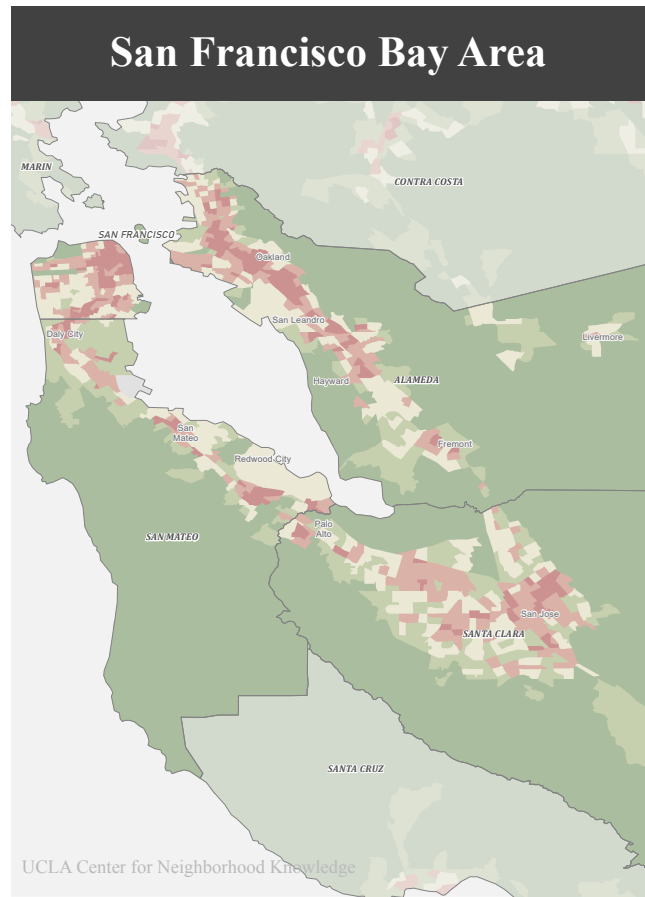 San Francisco Bay Area
MARIN
CONTRA COSTA
SAN FRANCISCO
Oakland
San Leandro
Daly City
Livermore
Hayward
ALAMEDA
San
Mateo
Fremont
Redwood City
Palo
Alto
SAN MATEO
San Jose
SANTA CLARA
SANTA CRUZ
UCLA Center for Neighborhood Knowledge